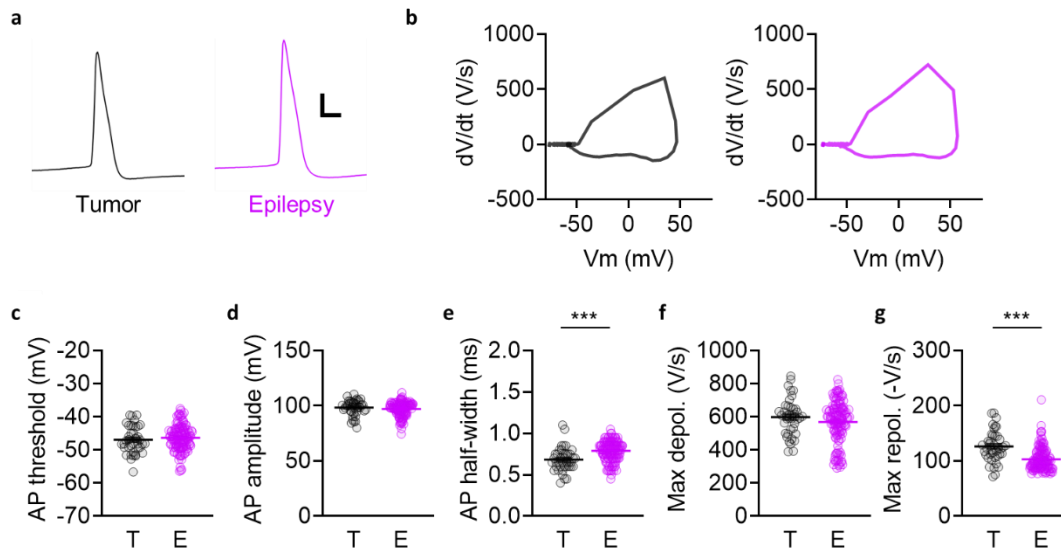 a
Tumor
Epilepsy
b
dV/dt (V/s)
1000
500
0
-500
-50 0 50
Vm (mV)
dV/dt (V/s)
1000
500
0
-500
-50 0 50
Vm (mV)
c
AP threshold (mV)
-20
-30
-40
-50
-60
-70
T E
d
AP amplitude (mV)
150
100
50
0
T E
e
***
AP half-width (ms)
2.0
1.5
1.0
0.5
0.0
T E
f
Max depol. (V/s)
1000
800
600
400
200
0
T E
g
***
Max repol. (-V/s)
300
200
100
0
T E